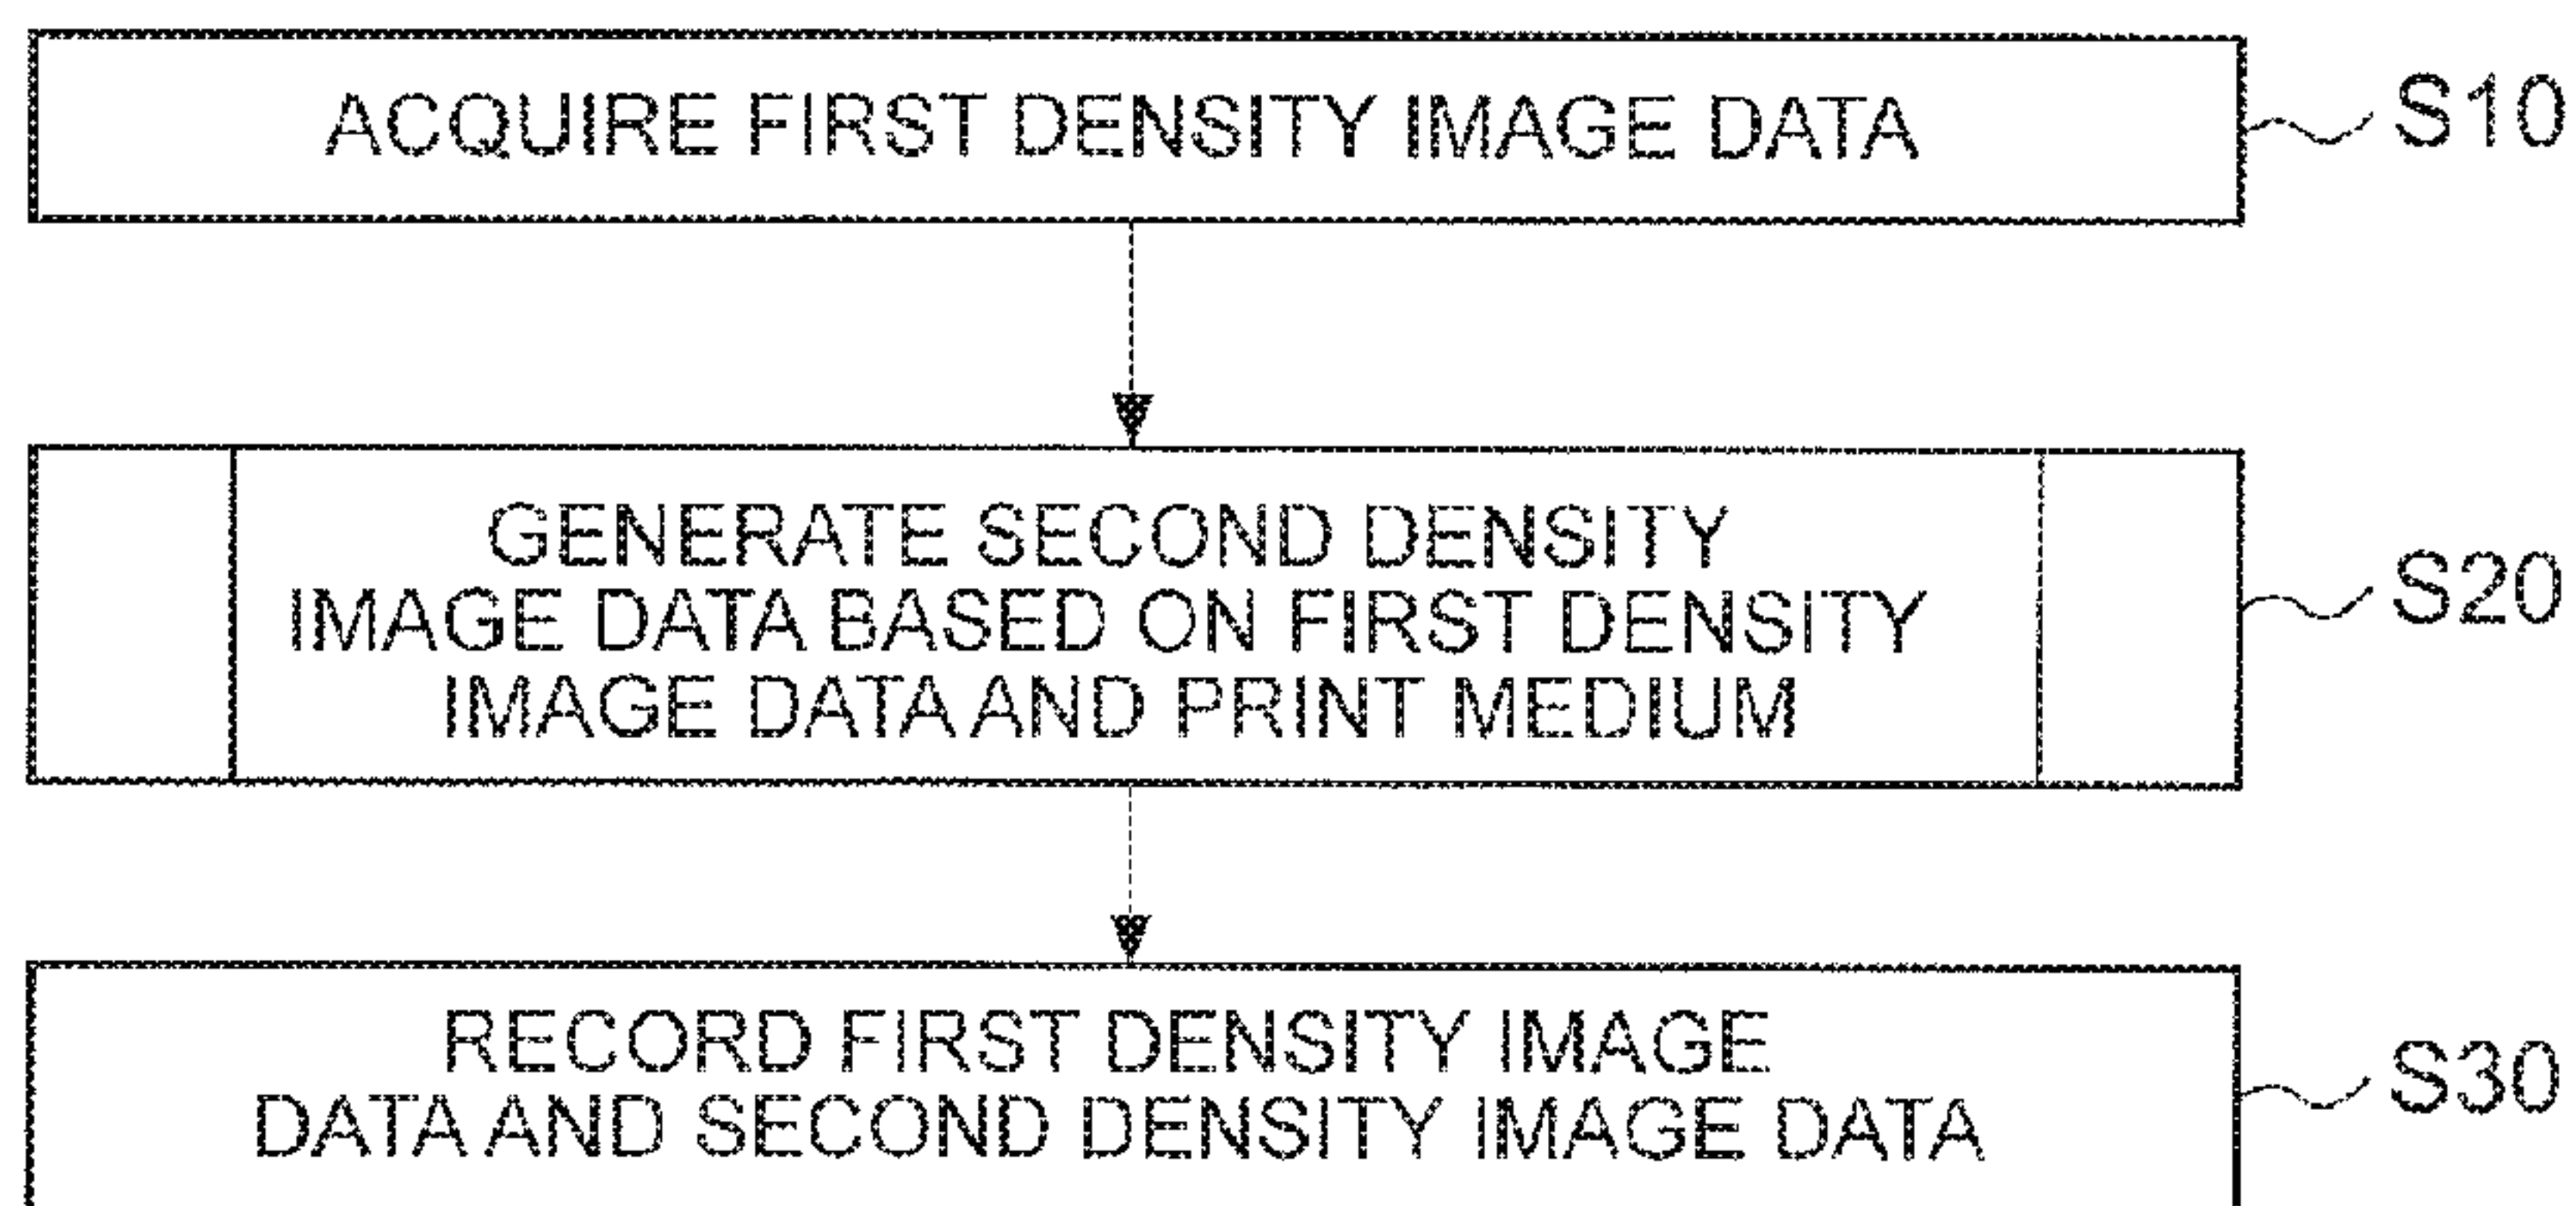 ACQUIRE FIRST DENSITY IMAGE DATA
S10
GENERATE SECOND DENSITY
IMAGE DATA BASED ON FIRST DENSITY
IMAGE DATA AND PRINT MEDIUM
S20
RECORD FIRST DENSITY IMAGE
DATA AND SECOND DENSITY IMAGE DATA
S30